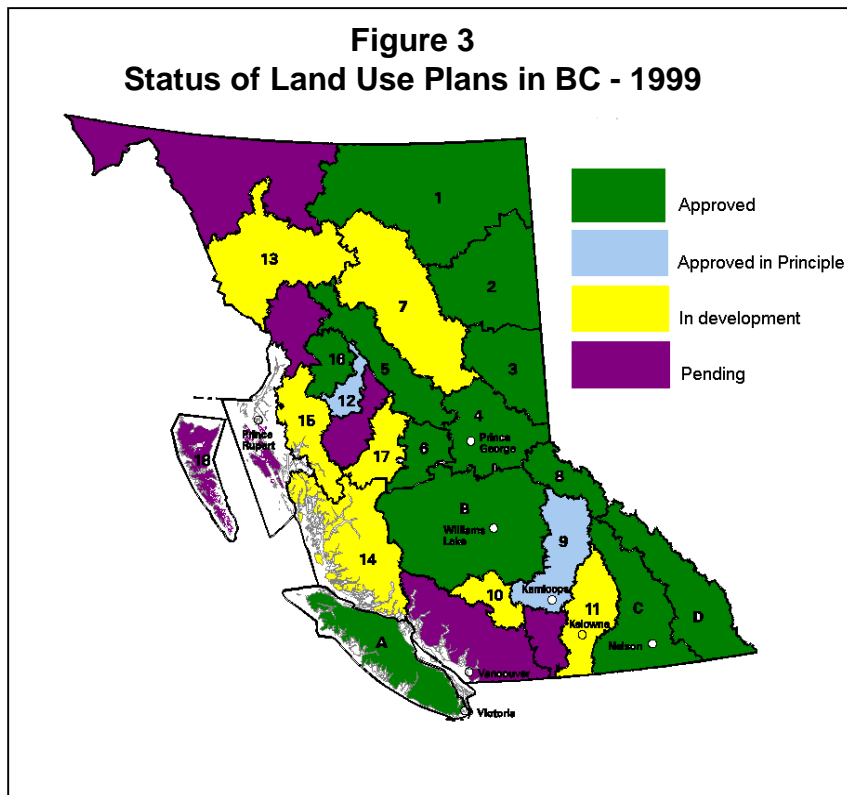 Figure 3
Status of Land Use Plans in BC - 1999
Approved
Approved in Principle
In development
Pending
1
13
2
7
16
5
3
12
4
15
Prince
Rupert
17
6
Prince
George
18
8
B
Williams
Lake
9
14
10
Kamloops
11
C
D
Kelowna
A
Nelson
Vancouver
Victoria